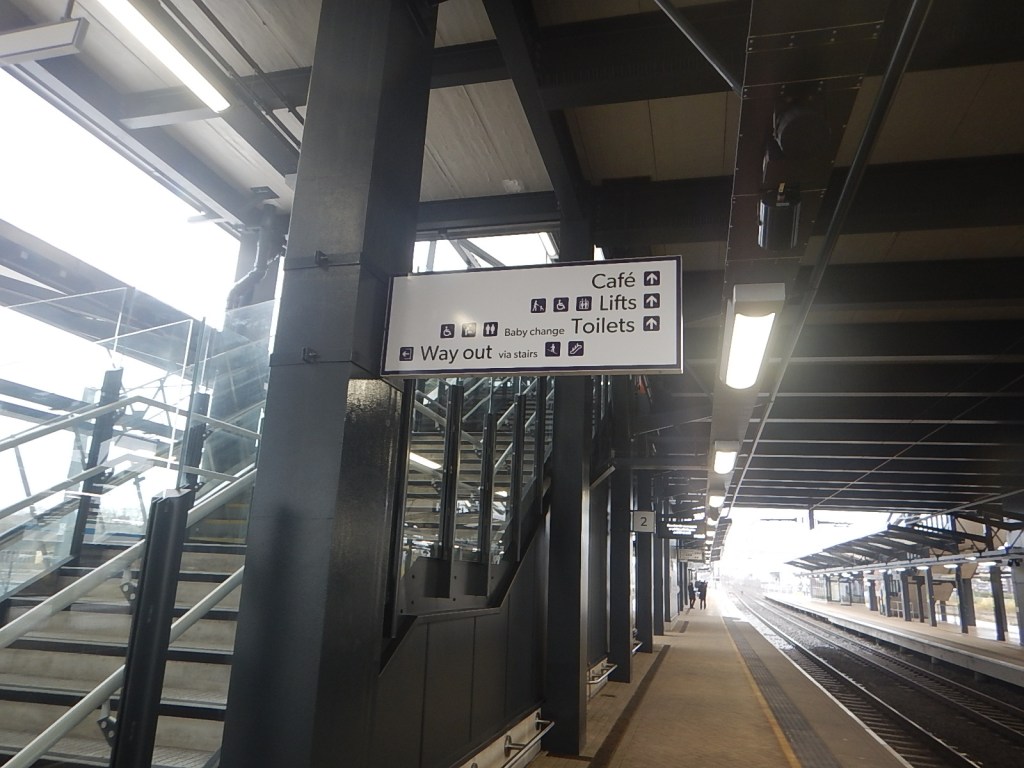 Café
Lifts
Baby change Toilets
Way out via stairs
2